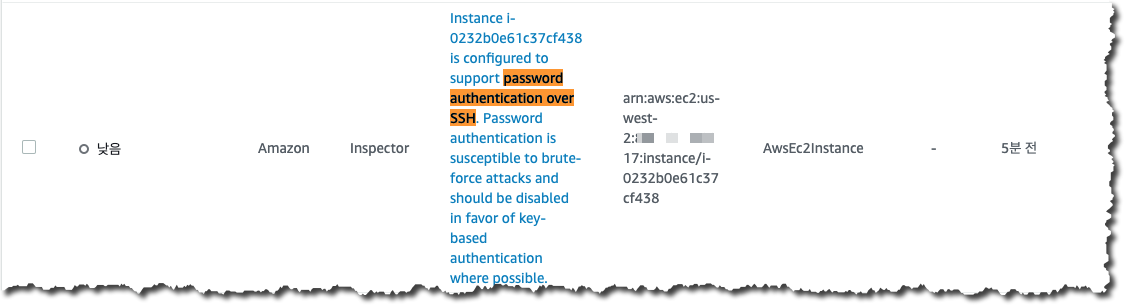 낮음
Amazon
Inspector
Instance i-
0232b0e61c37cf438
is configured to
support password
authentication over
SSH. Password
authentication is
susceptible to brute-
force attacks and
should be disabled
in favor of key-
based
authentication
where possible.
arn:aws:ec2:us-
west-
2:
17:instance/i-
0232b0e61c37
cf438
AwsEc2Instance
-
5분 전